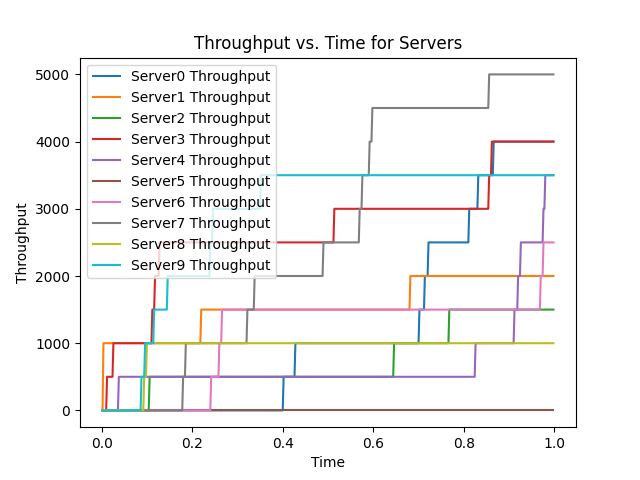 Throughput vs. Time for Servers
Throughput
5000
4000
3000
2000
1000
0
Server0 Throughput
Server1 Throughput
Server2 Throughput
Server3 Throughput
Server4 Throughput
Server5 Throughput
Server6 Throughput
Server7 Throughput
Server8 Throughput
Server9 Throughput
0.0 0.2 0.4 0.6 0.8 1.0
Time